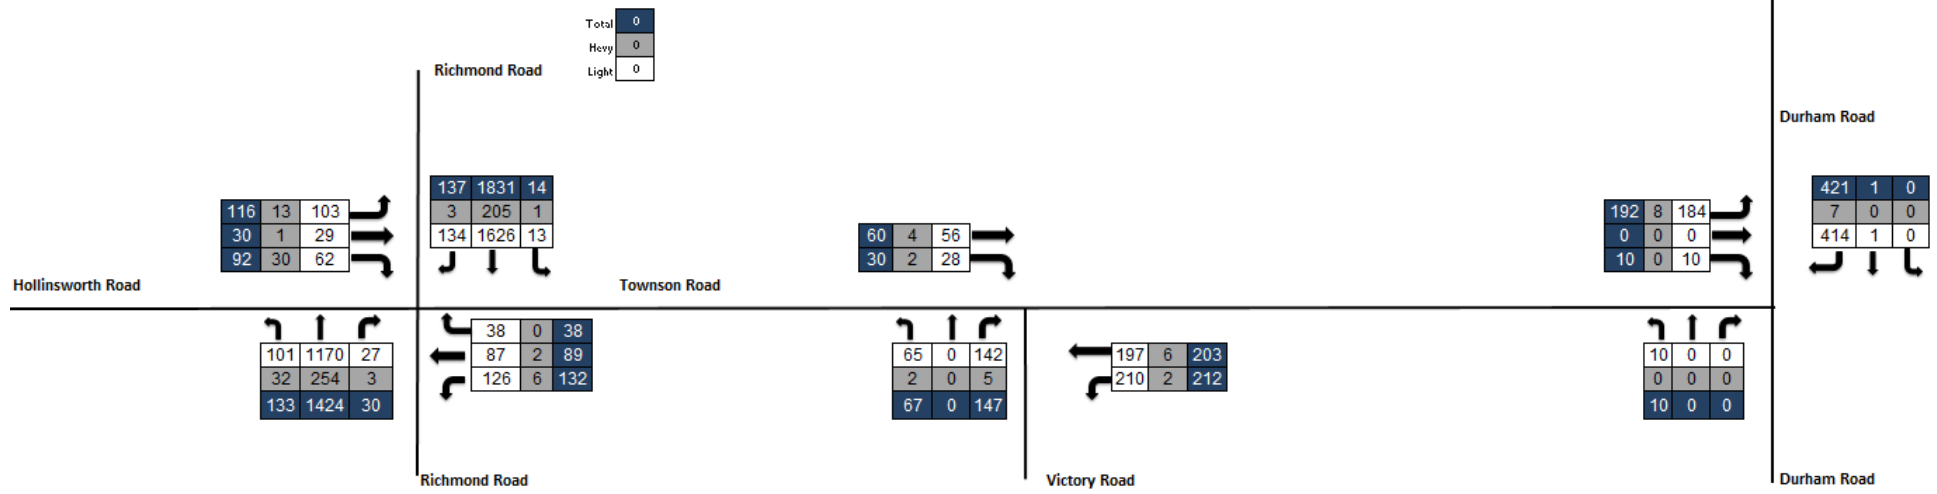 Total 0
Hevy 0
Light 0
Richmond Road
Durham Road
137 1831 14
3 205 1
134 1626 13
421 1 0
7 0 0
414 1 0
116 13 103
30 1 29
92 30 62
60 4 56
30 2 28
192 8 184
0 0 0
10 0 10
Hollinsworth Road
Townson Road
101 1170 27
32 254 3
133 1424 30
38 0 38
87 2 89
126 6 132
65 0 142
2 0 5
67 0 147
197 6 203
210 2 212
10 0 0
0 0 0
10 0 0
Richmond Road
Victory Road
Durham Road